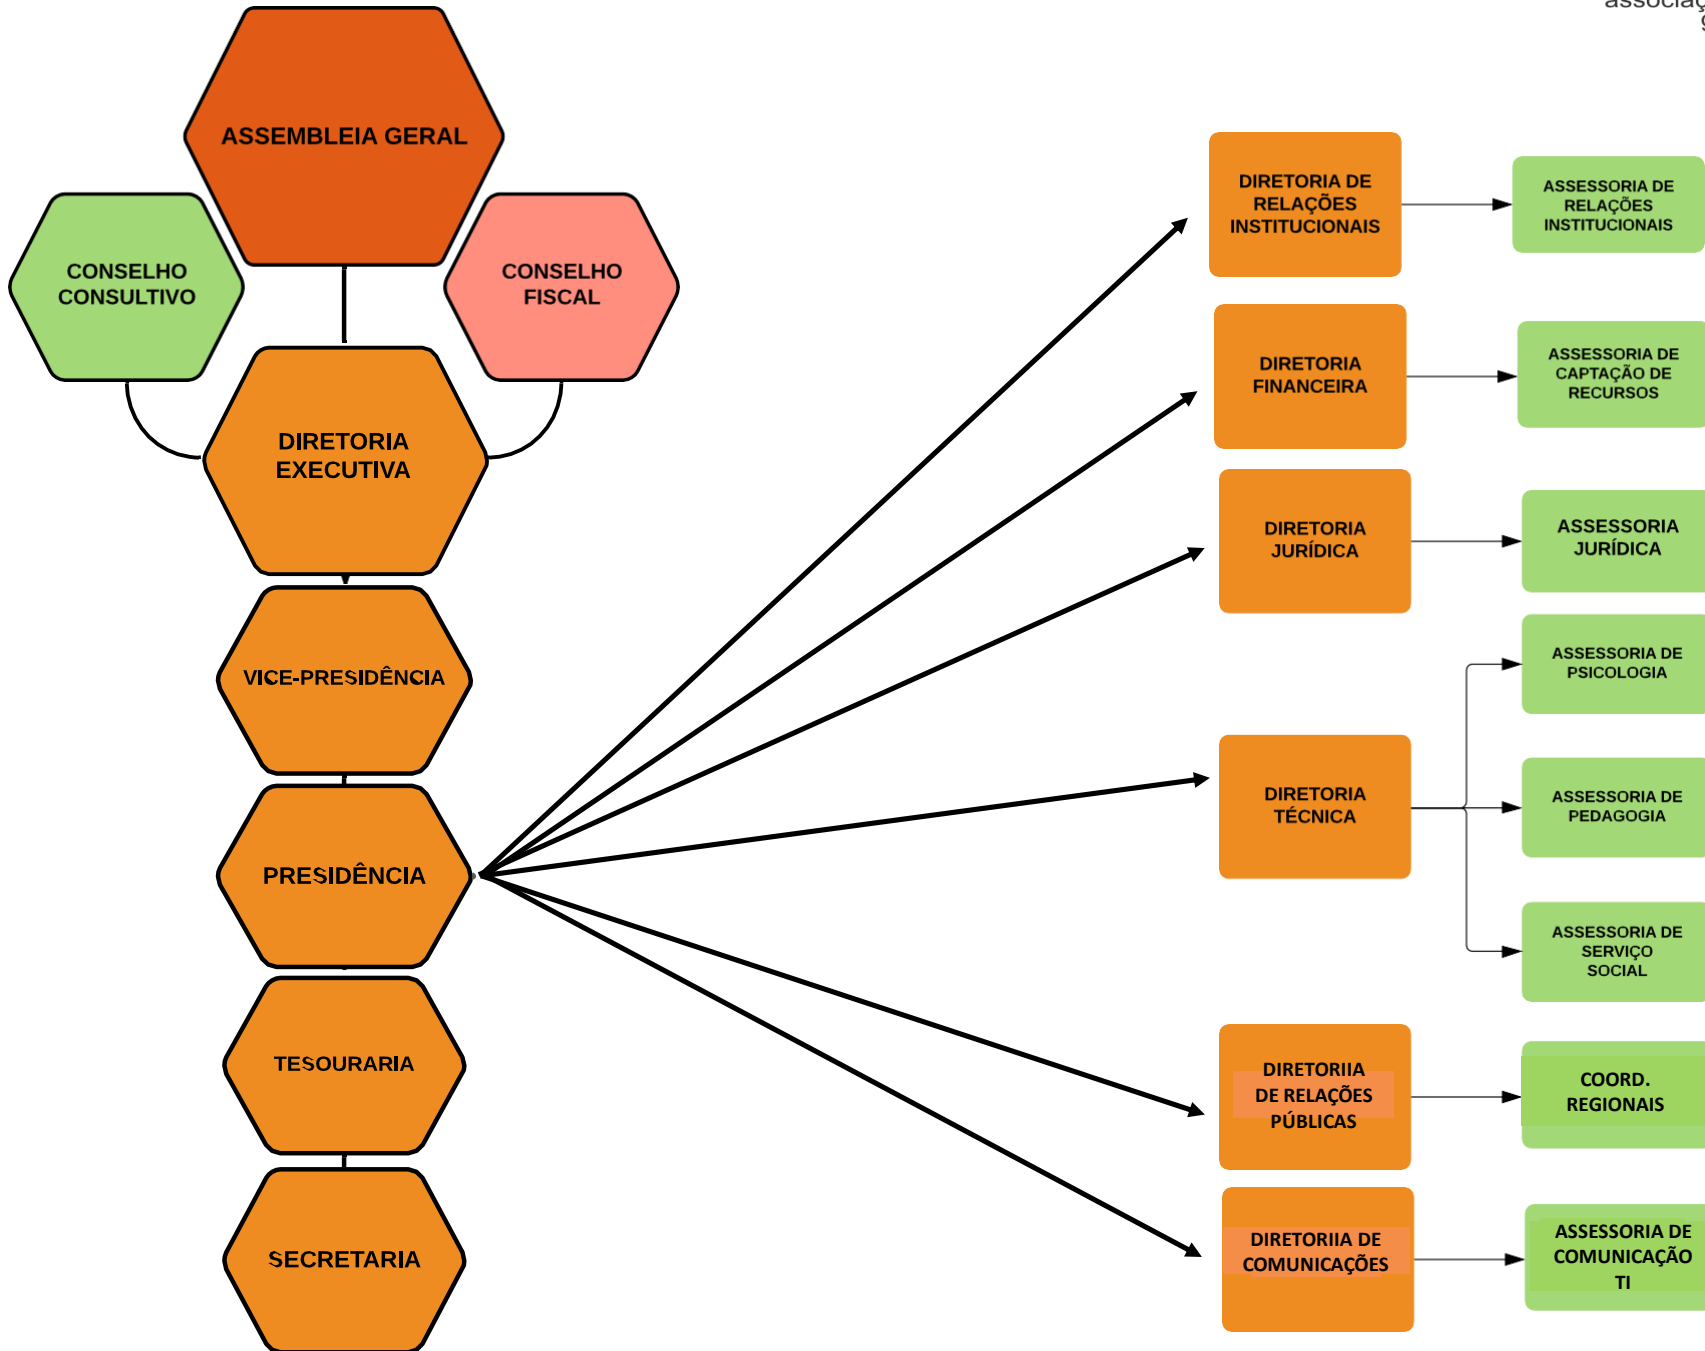 associaç
ASSEMBLEIA GERAL
CONSELHO
CONSULTIVO
CONSELHO
FISCAL
DIRETORIA
EXECUTIVA
VICE-PRESIDÊNCIA
PRESIDÊNCIA
TESOURARIA
SECRETARIA
DIRETORIA DE
RELAÇÕES
INSTITUCIONAIS
ASSESSORIA DE
RELAÇÕES
INSTITUCIONAIS
DIRETORIA
FINANCEIRA
ASSESSORIA DE
CAPTAÇÃO DE
RECURSOS
DIRETORIA
JURÍDICA
ASSESSORIA
JURÍDICA
DIRETORIA
TÉCNICA
ASSESSORIA DE
PSICOLOGIA
ASSESSORIA DE
PEDAGOGIA
ASSESSORIA DE
SERVIÇO
SOCIAL
DIRETORIIA
DE RELAÇÕES
PÚBLICAS
COORD.
REGIONAIS
DIRETORIIA DE
COMUNICAÇÕES
ASSESSORIA DE
COMUNICAÇÃO
TI